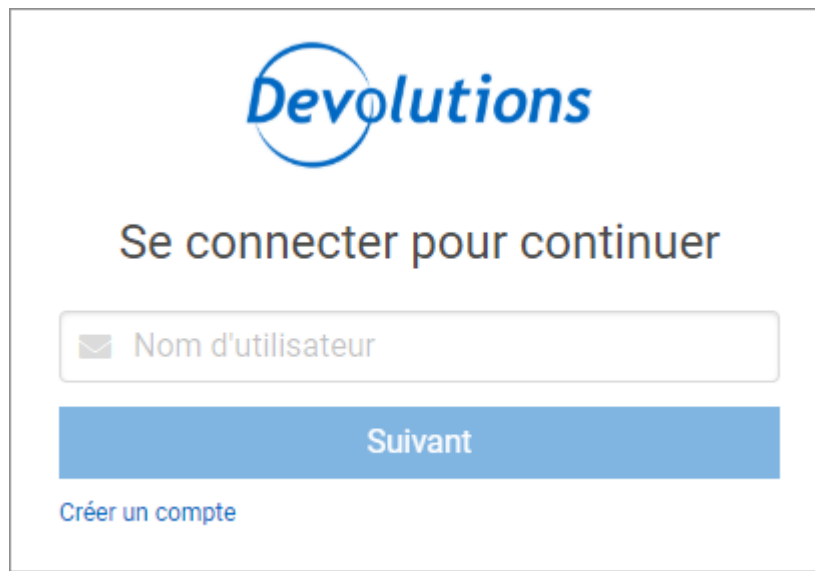 Devolutions
Se connecter pour continuer
Nom d'utilisateur
Suivant
Créer un compte